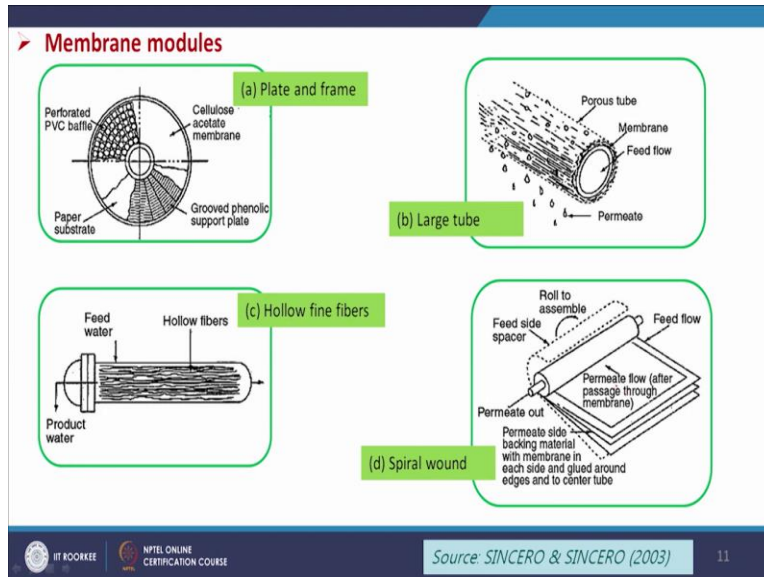 Membrane modules
(a) Plate and frame
Perforated
PVC baffle
Cellulose
acetate
membrane
Paper
substrate
Grooved phenolic
support plate
Porous tube
Membrane
Feed flow
Permeate
(b) Large tube
(c) Hollow fine fibers
Feed
water
Hollow fibers
Product
water
Roll to
assemble
Feed side
spacer
Feed flow
Permeate flow (after
passage through
membrane)
Permeate out
Permeate side
backing material
with membrane in
each side and glued around
edges and to center tube
(d) Spiral wound
IIT ROORKEE
NPTEL ONLINE
CERTIFICATION COURSE
Source: SINCERO & SINCERO (2003)
11